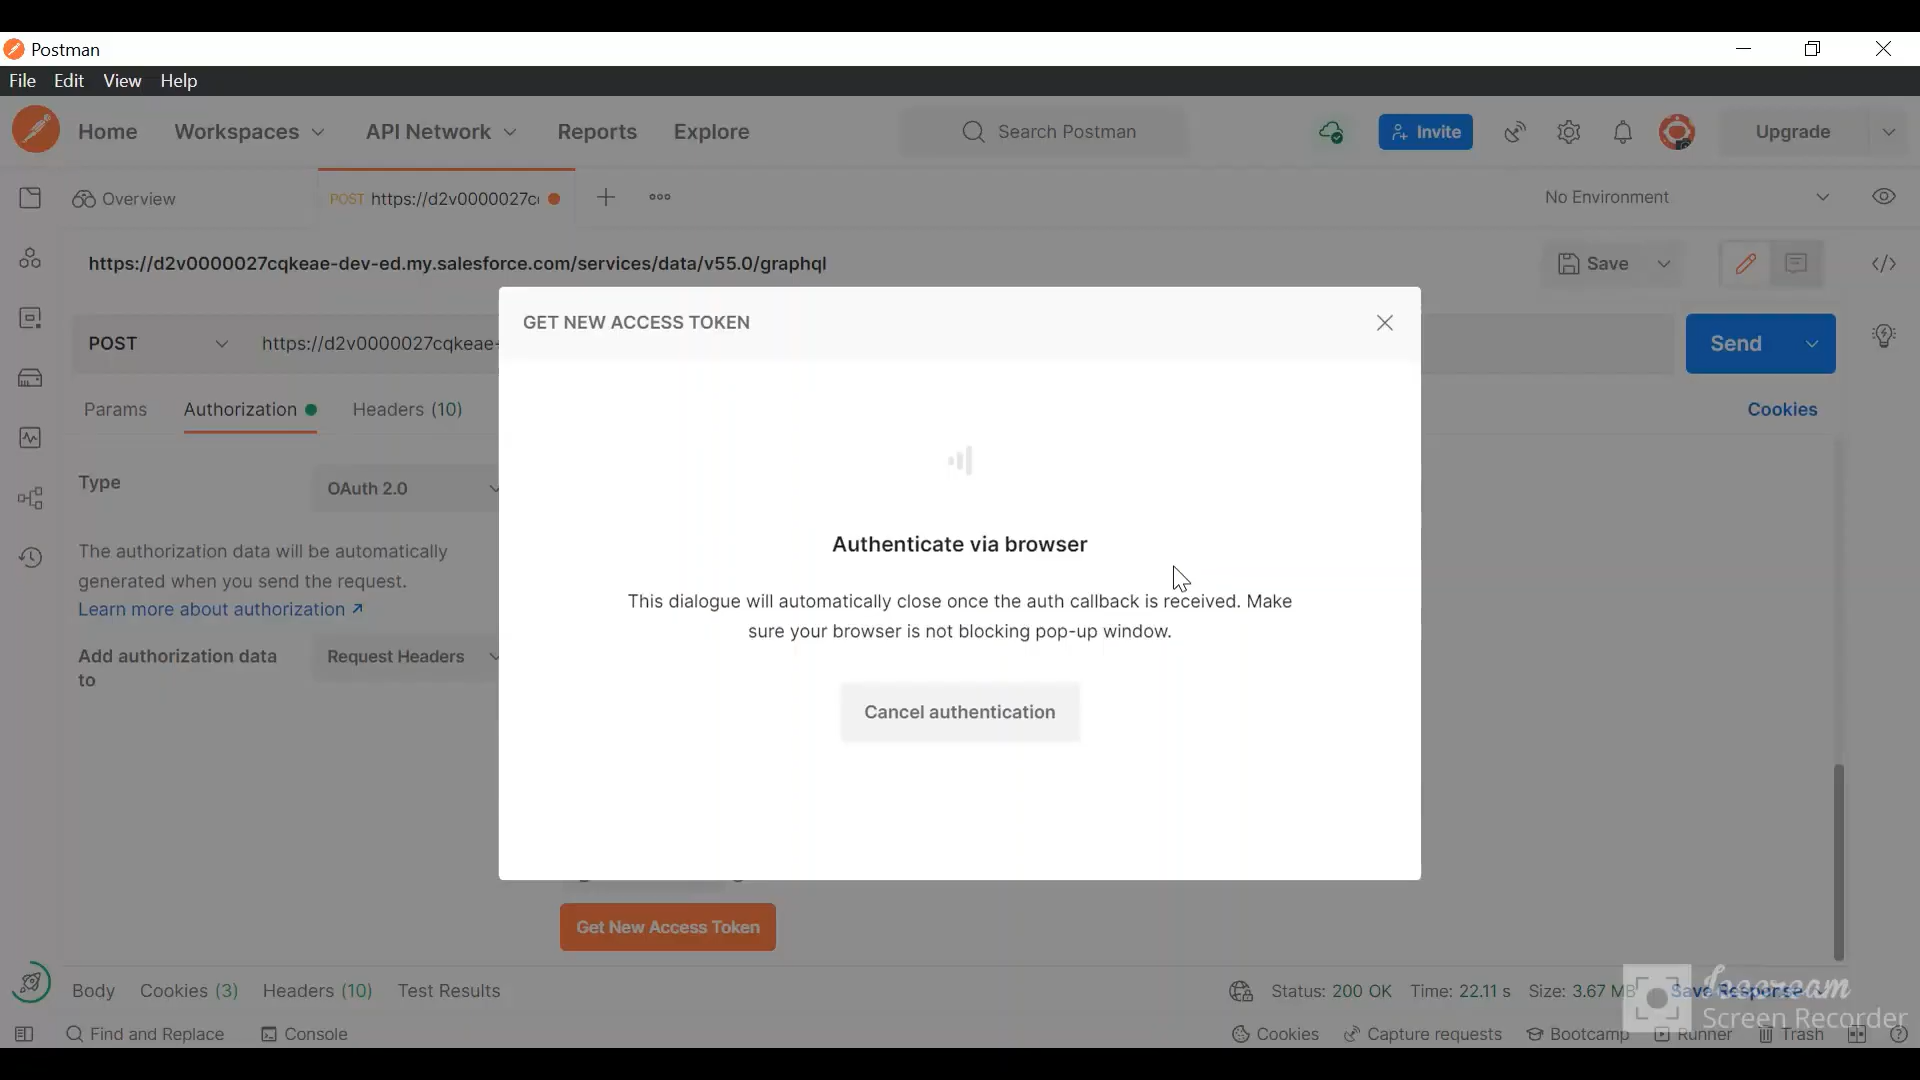 Postman
File Edit View Help
Home Workspaces API Network Reports Explore Search Postman Invite Upgrade
Overview POST https://d2v0000027c No Environment
https://d2v0000027cqkeae-dev-ed.my.salesforce.com/services/data/v55.0/graphql Save
GET NEW ACCESS TOKEN
POST https://d2v0000027cqkeae- Send
Params Authorization Headers (10) Cookies
Type OAuth 2.0
The authorization data will be automatically
generated when you send the request.
Learn more about authorization ↗
Authenticate via browser
This dialogue will automatically close once the auth callback is received. Make
sure your browser is not blocking pop-up window.
Add authorization data
to
Request Headers
Cancel authentication
Get New Access Token
Body Cookies (3) Headers (10) Test Results Status: 200 OK Time: 22.11 s Size: 3.67 MB Save Response
Icecream
Screen Recorder
Find and Replace Console Cookies Capture requests Bootcamp Runner Trash